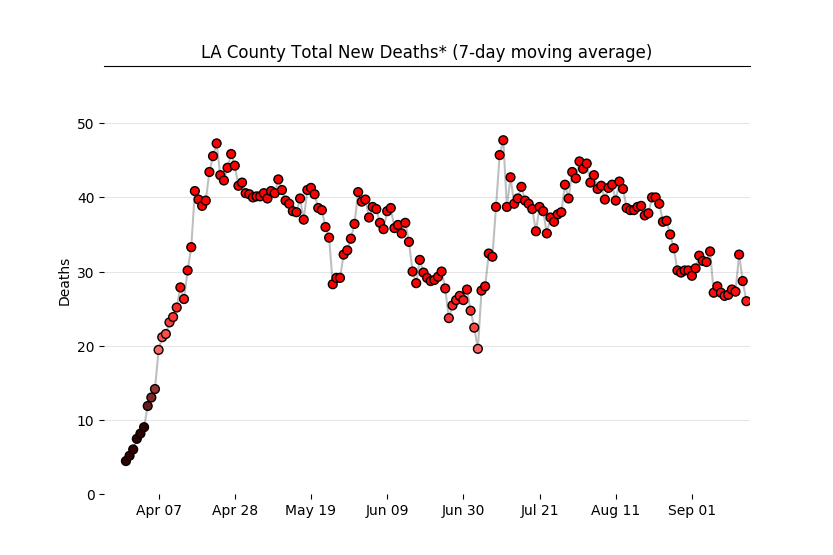 LA County Total New Deaths* (7-day moving average)
50
40
30
20
10
0
Deaths
Apr 07 Apr 28 May 19 Jun 09 Jun 30 Jul 21 Aug 11 Sep 01